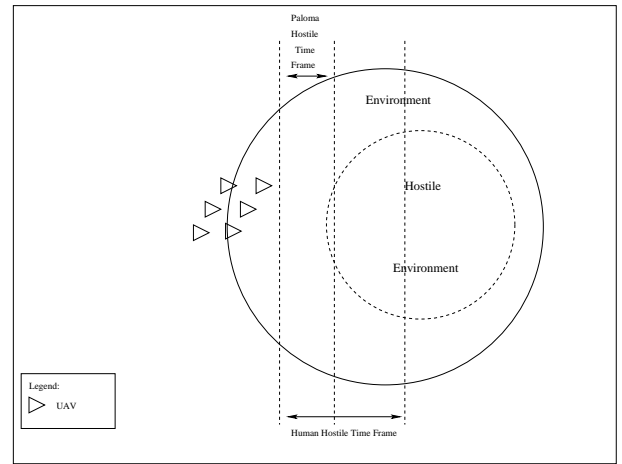 Paloma
Hostile
Time
Frame
Environment
Hostile
Environment
Legend:
UAV
Human Hostile Time Frame